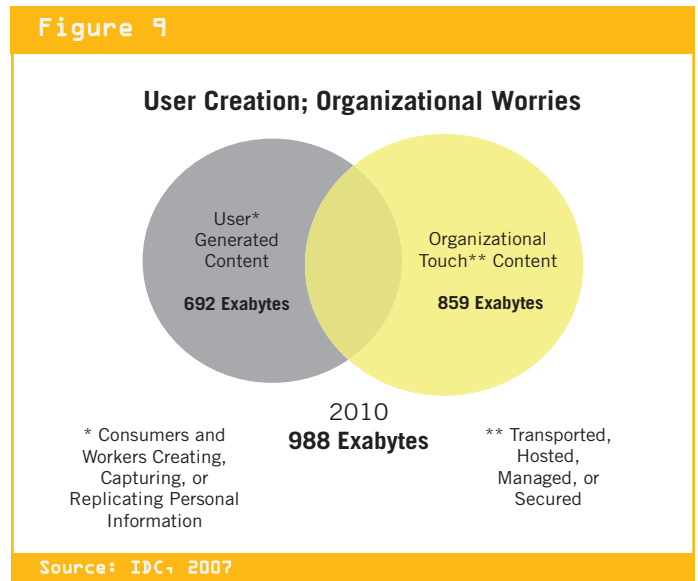 Figure 9
User Creation; Organizational Worries
User*
Generated
Content
692 Exabytes
Organizational
Touch** Content
859 Exabytes
2010
988 Exabytes
* Consumers and
Workers Creating,
Capturing, or
Replicating Personal
Information
** Transported,
Hosted,
Managed, or
Secured
Source: IDC, 2007